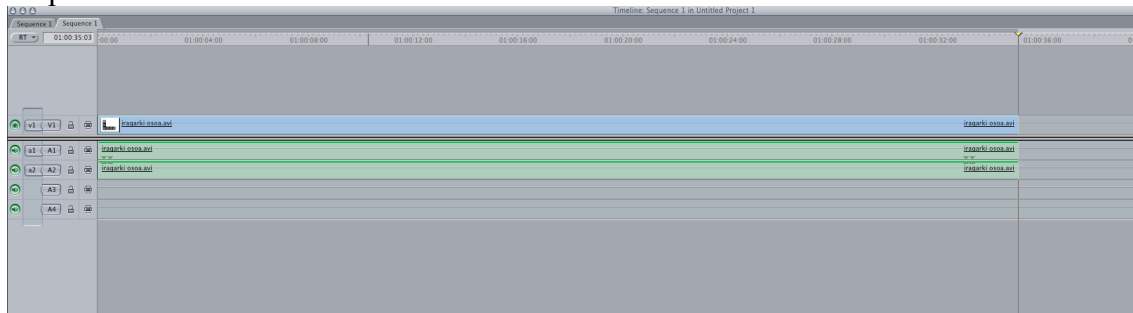 Timeline: Sequence 1 in Untitled Project 1
Sequence 1 Sequence 1
RT 01:00:35:03 :00:00 01:00:04:00 01:00:08:00 01:00:12:00 01:00:16:00 01:00:20:00 01:00:24:00 01:00:28:00 01:00:32:00 01:00:36:00
v1 V1 iragarki osoa.avi iragarki osoa.avi
a1 A1 iragarki osoa.avi iragarki osoa.avi
a2 A2 iragarki osoa.avi iragarki osoa.avi
A3
A4